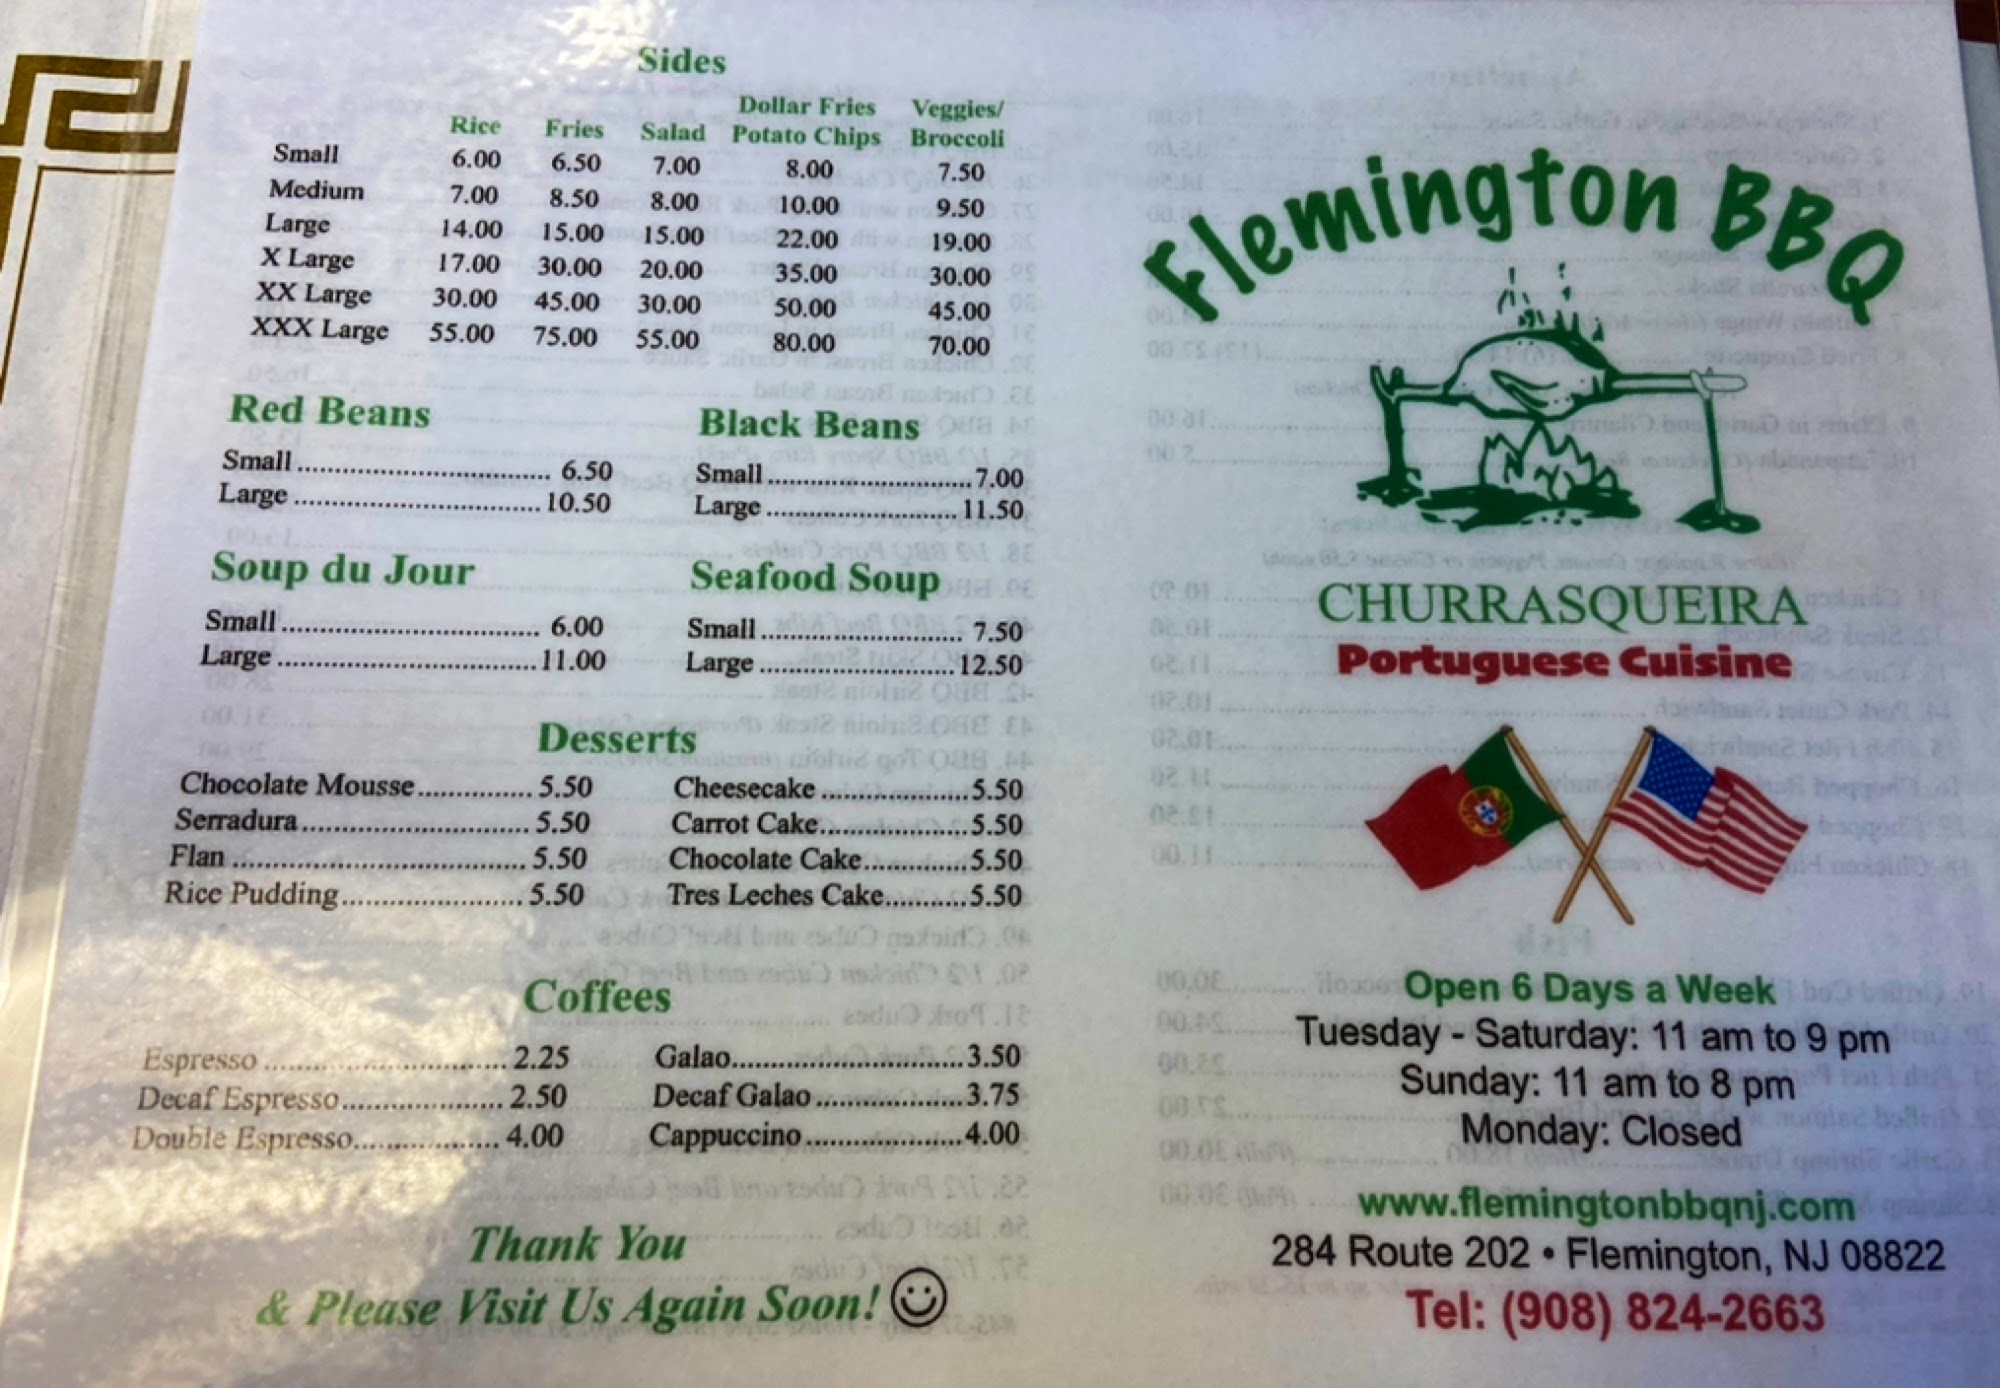 Sides
Rice Fries Salad Dollar Fries Potato Chips Veggies/ Broccoli
Small 6.00 6.50 7.00 8.00 7.50
Medium 7.00 8.50 8.00 10.00 9.50
Large 14.00 15.00 15.00 22.00 19.00
X Large 17.00 30.00 20.00 35.00 30.00
XX Large 30.00 45.00 30.00 50.00 45.00
XXX Large 55.00 75.00 55.00 80.00 70.00
Red Beans
Small 6.50
Large 10.50
Black Beans
Small 7.00
Large 11.50
Soup du Jour
Small 6.00
Large 11.00
Seafood Soup
Small 7.50
Large 12.50
Desserts
Chocolate Mousse 5.50
Serradura 5.50
Flan 5.50
Rice Pudding 5.50
Cheesecake 5.50
Carrot Cake 5.50
Chocolate Cake 5.50
Tres Leches Cake 5.50
Coffees
Espresso 2.25
Decaf Espresso 2.50
Double Espresso 4.00
Galao 3.50
Decaf Galao 3.75
Cappuccino 4.00
Thank You
& Please Visit Us Again Soon!
Flemington BBQ
CHURRASQUEIRA
Portuguese Cuisine
Open 6 Days a Week
Tuesday - Saturday: 11 am to 9 pm
Sunday: 11 am to 8 pm
Monday: Closed
www.flemingtonbbqnj.com
284 Route 202 • Flemington, NJ 08822
Tel: (908) 824-2663